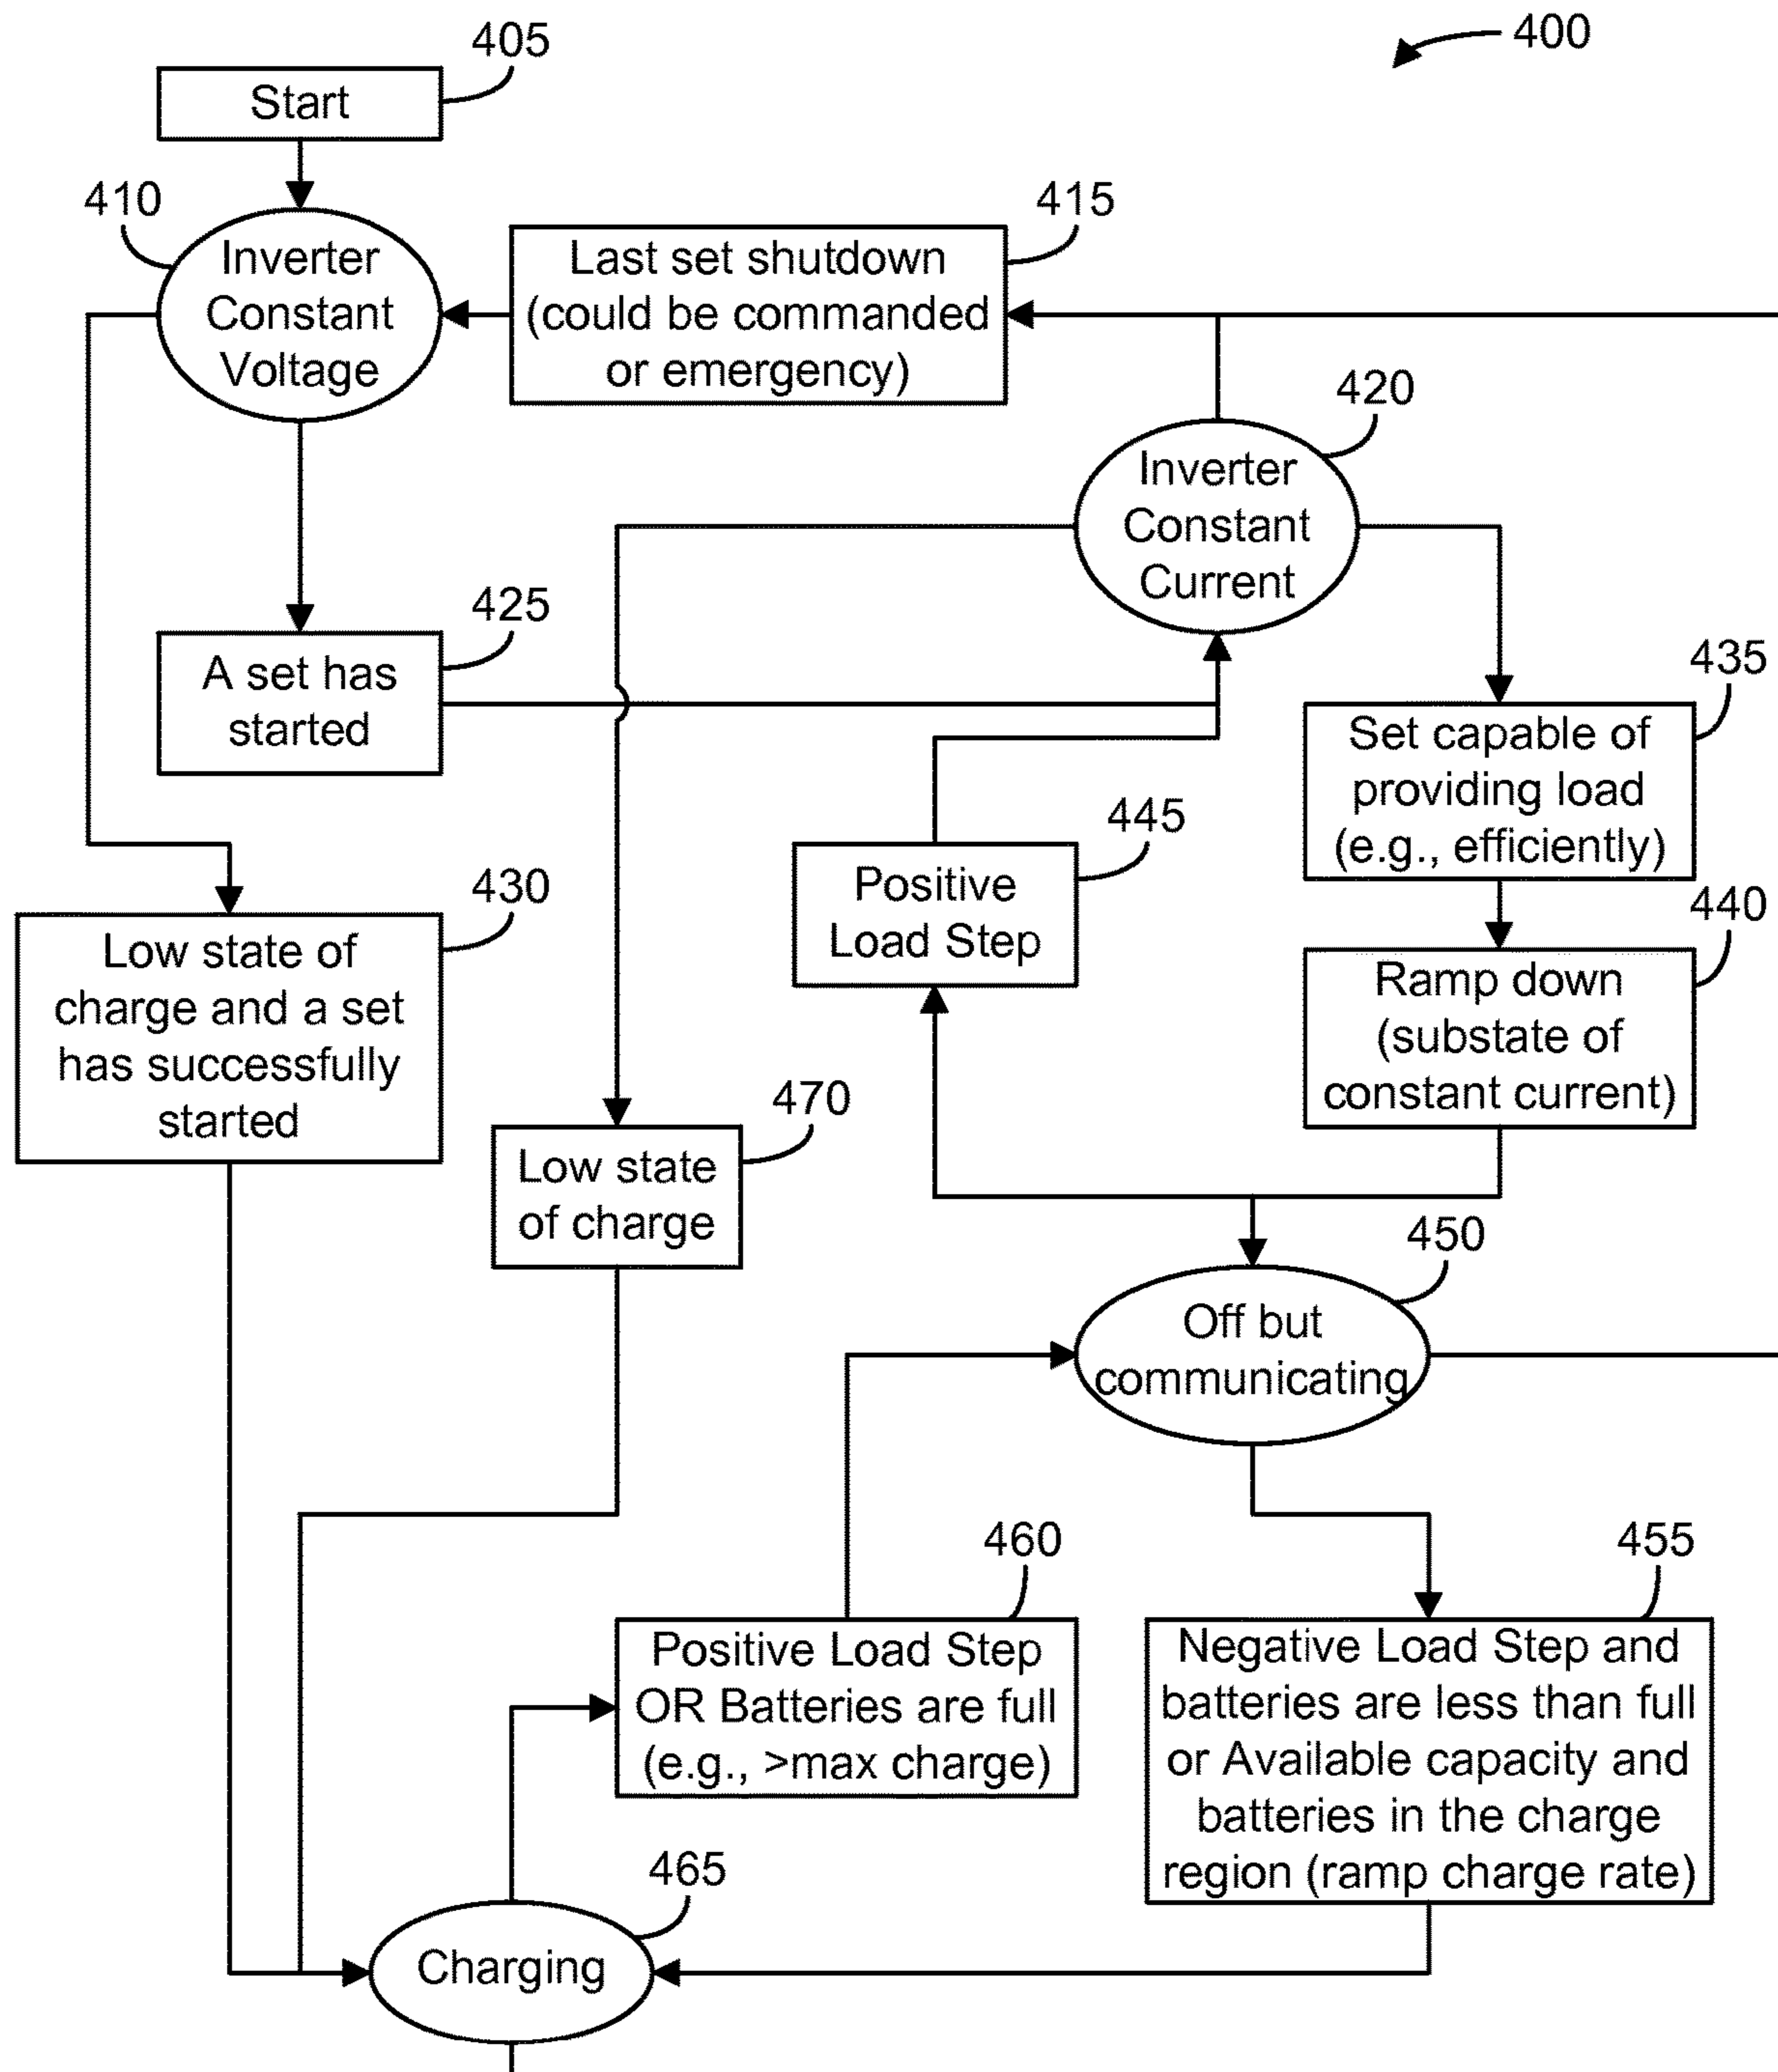 400
405
Start
410
Inverter
Constant
Voltage
415
Last set shutdown
(could be commanded
or emergency)
420
Inverter
Constant
Current
425
A set has
started
435
Set capable of
providing load
(e.g., efficiently)
445
Positive
Load Step
430
Low state of
charge and a set
has successfully
started
440
Ramp down
(substate of
constant current)
470
Low state
of charge
450
Off but
communicating
460
Positive Load Step
OR Batteries are full
(e.g., >max charge)
455
Negative Load Step and
batteries are less than full
or Available capacity and
batteries in the charge
region (ramp charge rate)
465
Charging